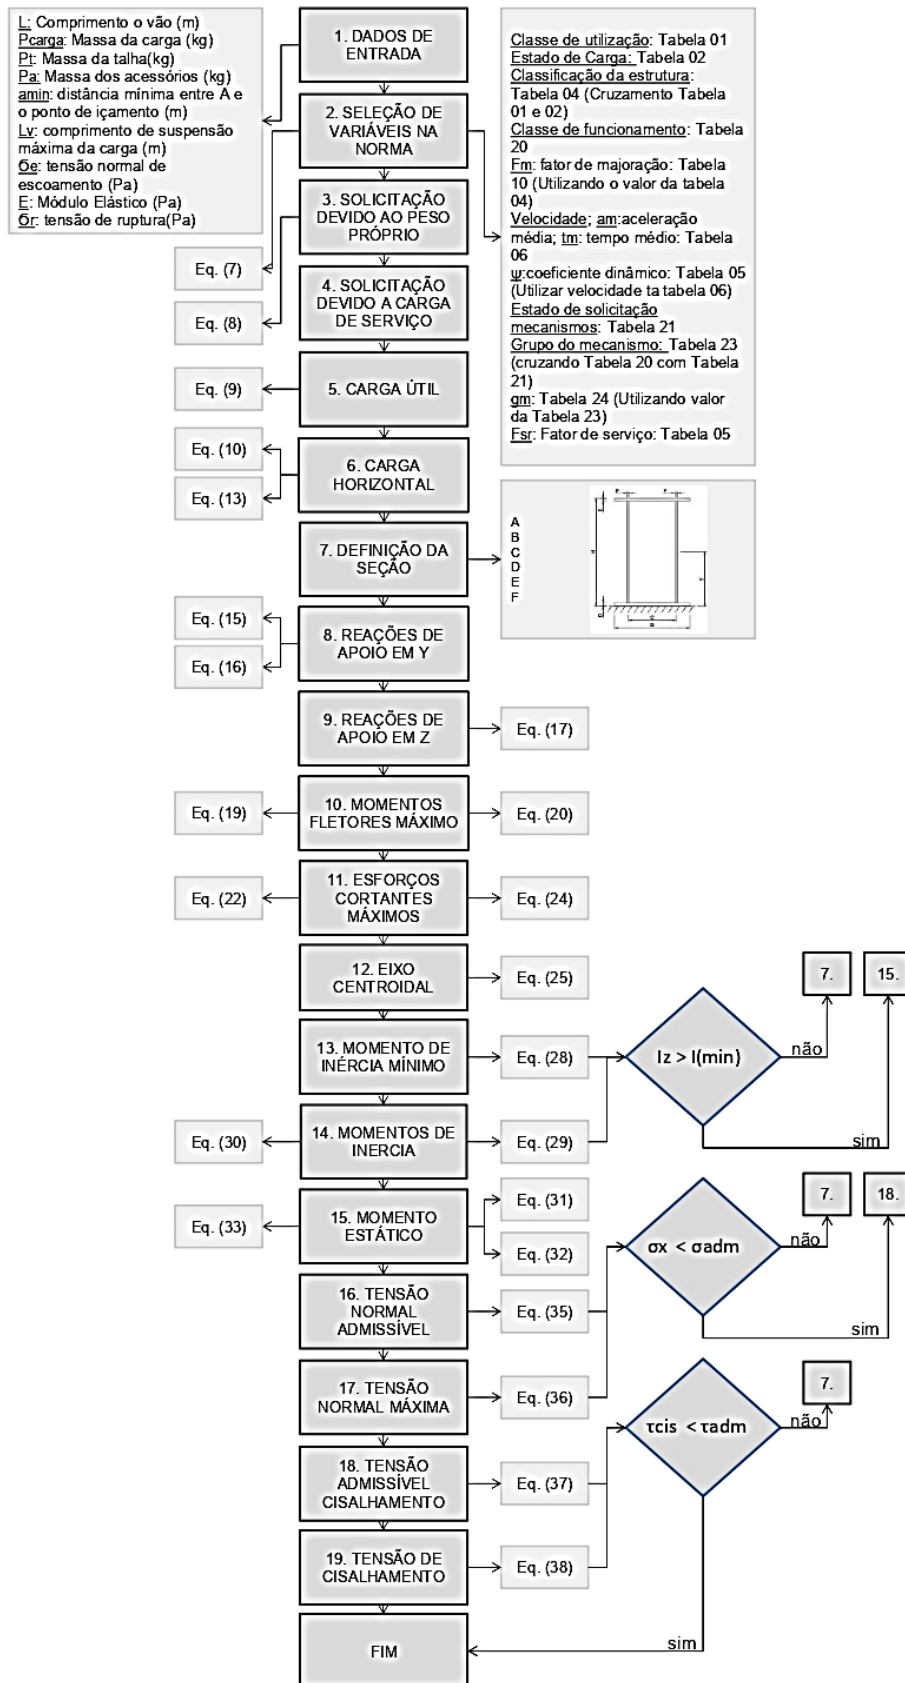 L: Comprimento o vão (m)
Pcarga: Massa da carga (kg)
Pt: Massa da talha(kg)
Pa: Massa dos acessórios (kg)
amin: distância mínima entre A e
o ponto de içamento (m)
Lv: comprimento de suspensão
máxima da carga (m)
σe: tensão normal de
escoamento (Pa)
E: Módulo Elástico (Pa)
σr: tensão de ruptura(Pa)
1. DADOS DE
ENTRADA
2. SELEÇÃO DE
VARIÁVEIS NA
NORMA
Classe de utilização: Tabela 01
Estado de Carga: Tabela 02
Classificação da estrutura:
Tabela 04 (Cruzamento Tabela
01 e 02)
Classe de funcionamento: Tabela
20
Fm: fator de majoração: Tabela
10 (Utilizando o valor da tabela
04)
Velocidade; am:aceleração
média; tm: tempo médio: Tabela
06
ψ:coeficiente dinâmico: Tabela 05
(Utilizar velocidade ta tabela 06)
Estado de solicitação
mecanismos: Tabela 21
Grupo do mecanismo: Tabela 23
(cruzando Tabela 20 com Tabela
21)
gm: Tabela 24 (Utilizando valor
da Tabela 23)
Fsr: Fator de serviço: Tabela 05
3. SOLICITAÇÃO
DEVIDO AO PESO
PRÓPRIO
Eq. (7)
4. SOLICITAÇÃO
DEVIDO A CARGA
DE SERVIÇO
Eq. (8)
5. CARGA ÚTIL
Eq. (9)
6. CARGA
HORIZONTAL
Eq. (10)
Eq. (13)
7. DEFINIÇÃO DA
SEÇÃO
A
B
C
D
E
F
8. REAÇÕES DE
APOIO EM Y
Eq. (15)
Eq. (16)
9. REAÇÕES DE
APOIO EM Z
Eq. (17)
10. MOMENTOS
FLETORES MÁXIMO
Eq. (19)
Eq. (20)
11. ESFORÇOS
CORTANTES
MÁXIMOS
Eq. (22)
Eq. (24)
12. EIXO
CENTROIDAL
Eq. (25)
13. MOMENTO DE
INÉRCIA MÍNIMO
Eq. (28)
Iz > I(min)
não
7.
15.
sim
14. MOMENTOS DE
INERCIA
Eq. (30)
Eq. (29)
15. MOMENTO
ESTÁTICO
Eq. (33)
Eq. (31)
Eq. (32)
σx < σadm
não
7.
18.
sim
16. TENSÃO
NORMAL
ADMISSÍVEL
Eq. (35)
17. TENSÃO
NORMAL MÁXIMA
Eq. (36)
τcis < τadm
não
7.
18. TENSÃO
ADMISSÍVEL
CISALHAMENTO
Eq. (37)
19. TENSÃO DE
CISALHAMENTO
Eq. (38)
FIM
sim